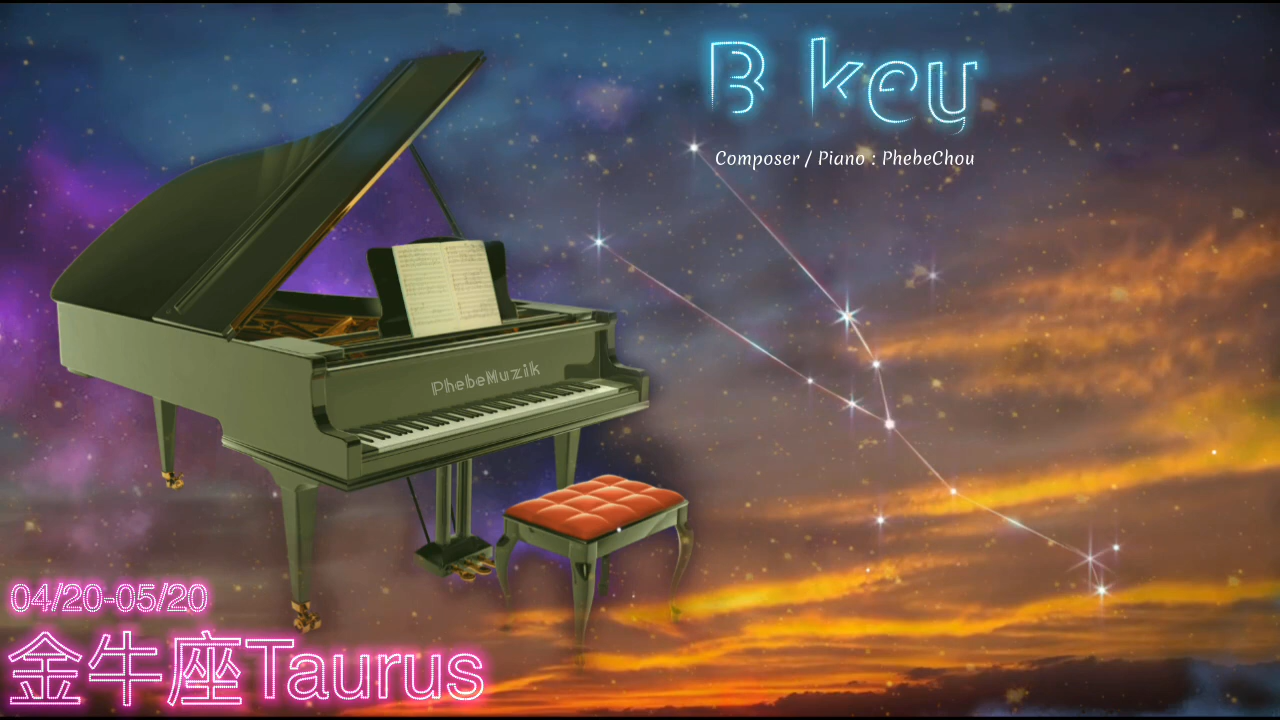 B key
Composer / Piano : PhebeChou
PhebeMuzik
04/20-05/20
金牛座Taurus